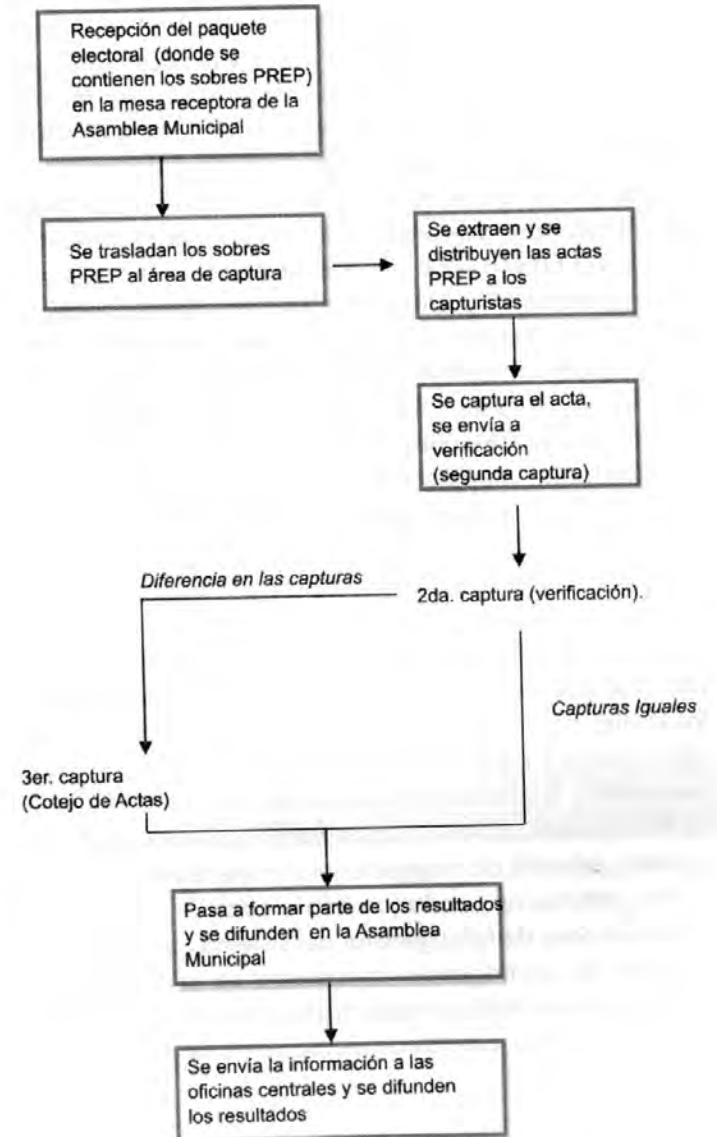 Recepción del paquete
electoral (donde se
contienen los sobres PREP)
en la mesa receptora de la
Asamblea Municipal
Se trasladan los sobres
PREP al área de captura
Se extraen y se
distribuyen las actas
PREP a los
capturistas
Se captura el acta,
se envía a
verificación
(segunda captura)
Diferencia en las capturas
2da. captura (verificación).
Capturas Iguales
3er. captura
(Cotejo de Actas)
Pasa a formar parte de los resultados
y se difunden en la Asamblea
Municipal
Se envía la información a las
oficinas centrales y se difunden
los resultados